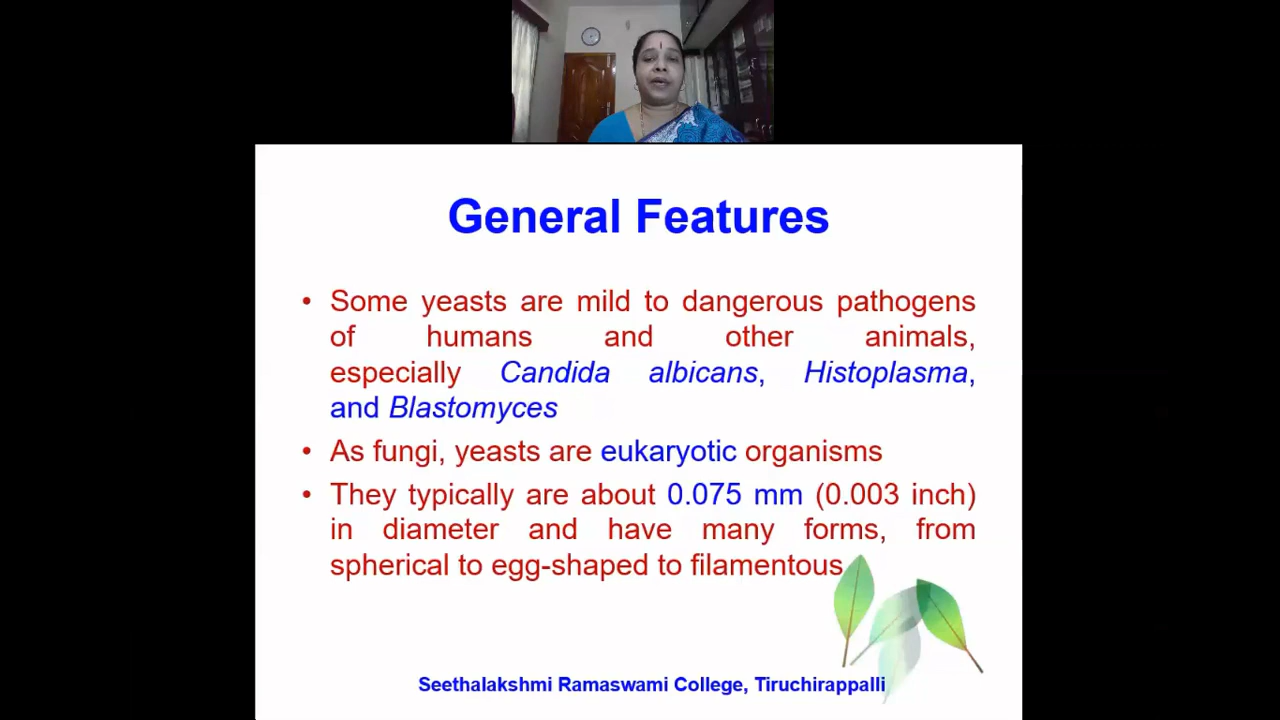 General Features
• Some yeasts are mild to dangerous pathogens
of humans and other animals,
especially Candida albicans, Histoplasma,
and Blastomyces
• As fungi, yeasts are eukaryotic organisms
• They typically are about 0.075 mm (0.003 inch)
in diameter and have many forms, from
spherical to egg-shaped to filamentous
Seethalakshmi Ramaswami College, Tiruchirappalli